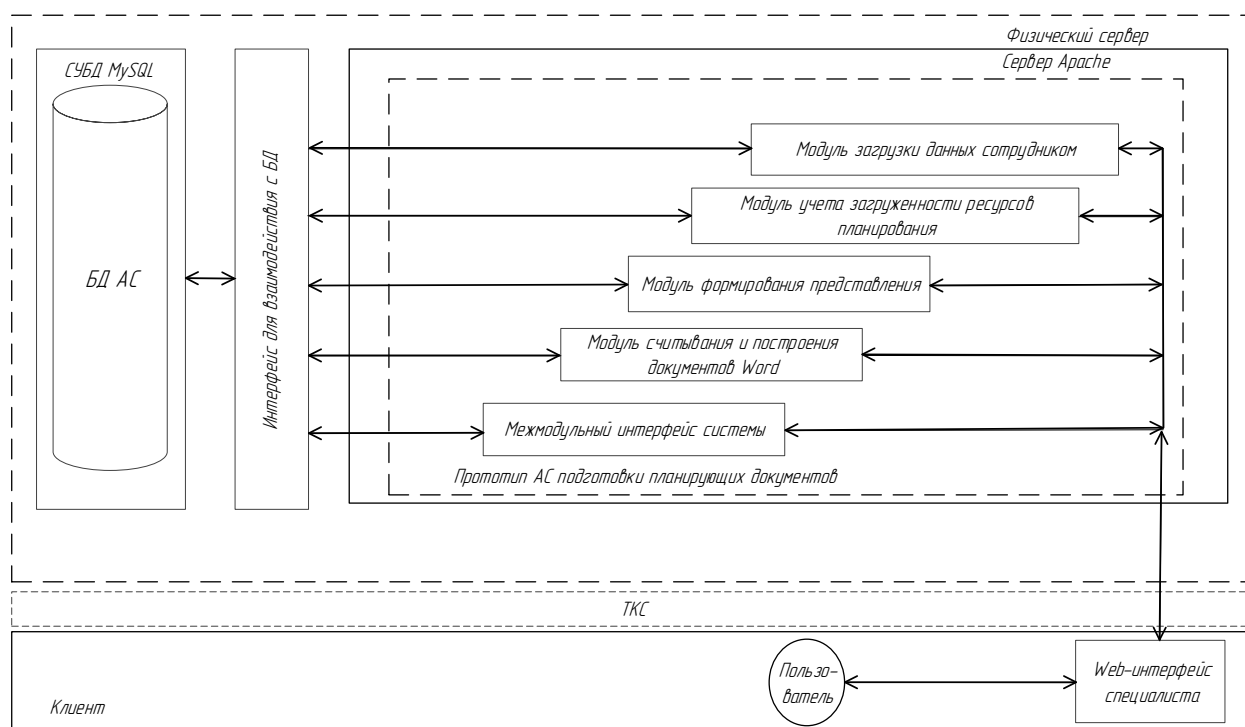 Физический сервер
СУБД MySQL
Сервер Apache
БД АС
Интерфейс для взаимодействия с БД
Модуль загрузки данных сотрудником
Модуль учета загруженности ресурсов
планирования
Модуль формирования представления
Модуль считывания и построения
документов Word
Межмодульный интерфейс системы
Прототип АС подготовки планирующих документов
ТКС
Пользо-
ватель
Web-интерфейс
специалиста
Клиент